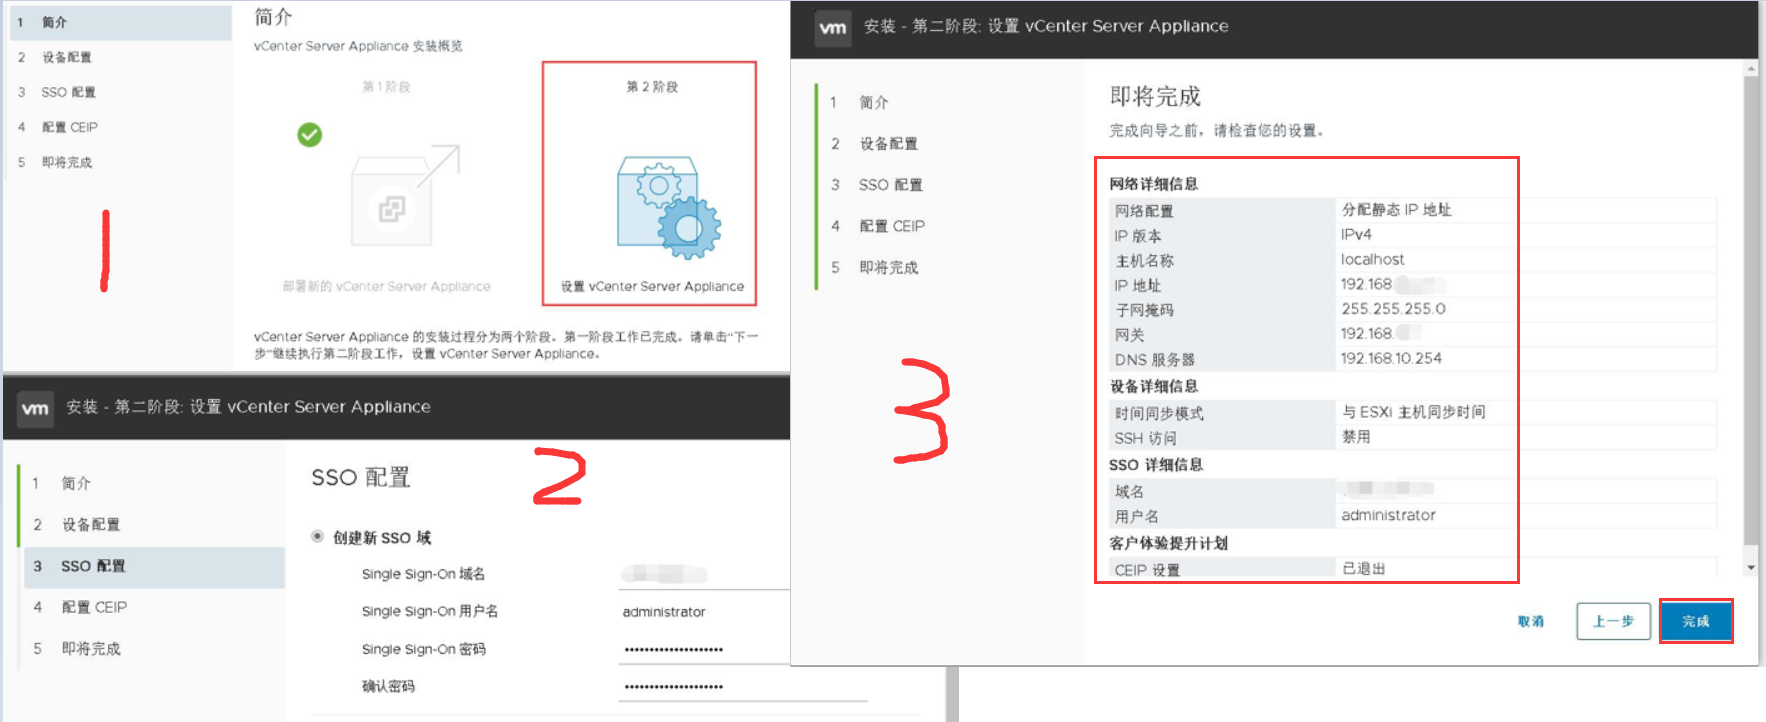 1 简介
2 设备配置
3 SSO 配置
4 配置 CEIP
5 即将完成
1
简介
vCenter Server Appliance 安装概览
第 1 阶段
第 2 阶段
部署新的 vCenter Server Appliance
设置 vCenter Server Appliance
vCenter Server Appliance 的安装过程分为两个阶段。第一阶段工作已完成。请单击“下一
步”继续执行第二阶段工作，设置 vCenter Server Appliance。
vm 安装 - 第二阶段: 设置 vCenter Server Appliance
1 简介
2 设备配置
3 SSO 配置
4 配置 CEIP
5 即将完成
SSO 配置
2
创建新 SSO 域
Single Sign-On 域名
Single Sign-On 用户名 administrator
Single Sign-On 密码
确认密码
vm 安装 - 第二阶段: 设置 vCenter Server Appliance
1 简介
2 设备配置
3 SSO 配置
4 配置 CEIP
5 即将完成
3
即将完成
完成向导之前，请检查您的设置。
网络详细信息
网络配置 分配静态 IP 地址
IP 版本 IPv4
主机名称 localhost
IP 地址 192.168
子网掩码 255.255.255.0
网关 192.168.
DNS 服务器 192.168.10.254
设备详细信息
时间同步模式 与 ESXi 主机同步时间
SSH 访问 禁用
SSO 详细信息
域名
用户名 administrator
客户体验提升计划
CEIP 设置 已退出
取消 上一步 完成